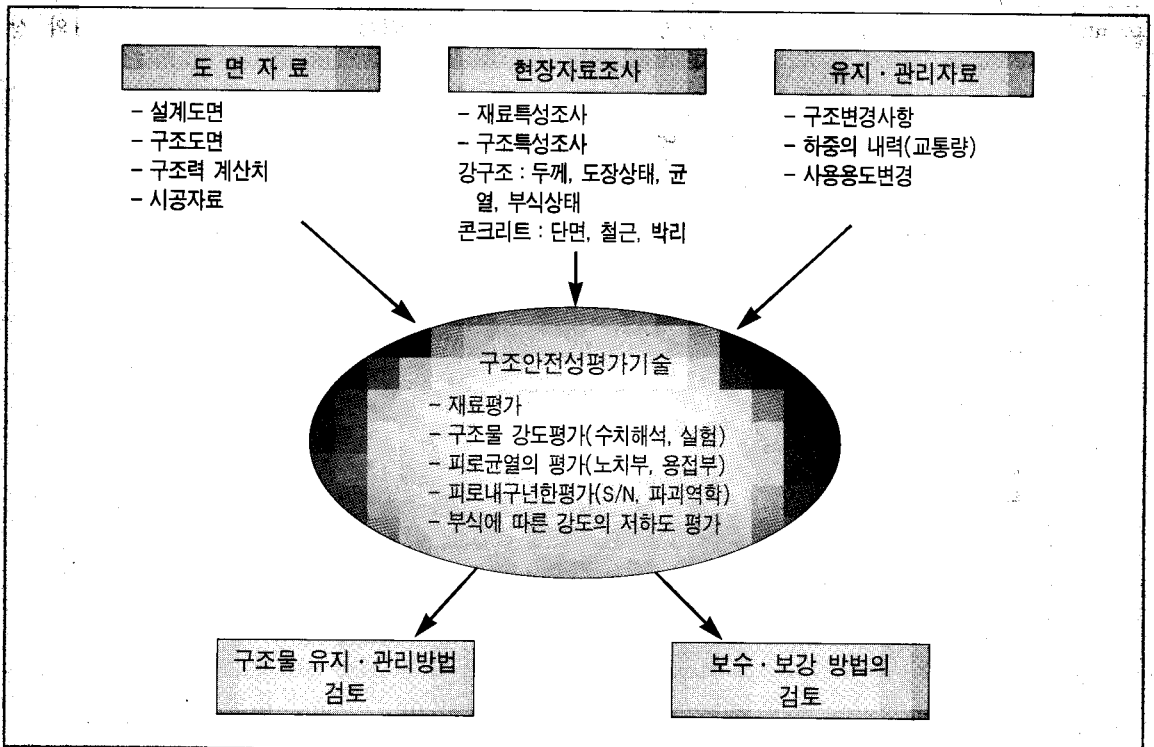 도 면 자 료
- 설계도면
- 구조도면
- 구조력 계산치
- 시공자료
현장자료조사
- 재료특성조사
- 구조특성조사
강구조 : 두께, 도장상태, 균
열, 부식상태
콘크리트 : 단면, 철근, 박리
유지 · 관리자료
- 구조변경사항
- 하중의 내력(교통량)
- 사용용도변경
구조안전성평가기술
- 재료평가
- 구조물 강도평가(수치해석, 실험)
- 피로균열의 평가(노치부, 용접부)
- 피로내구년한평가(S/N, 파괴역학)
- 부식에 따른 강도의 저하도 평가
구조물 유지 · 관리방법
검토
보수 · 보강 방법의
검토